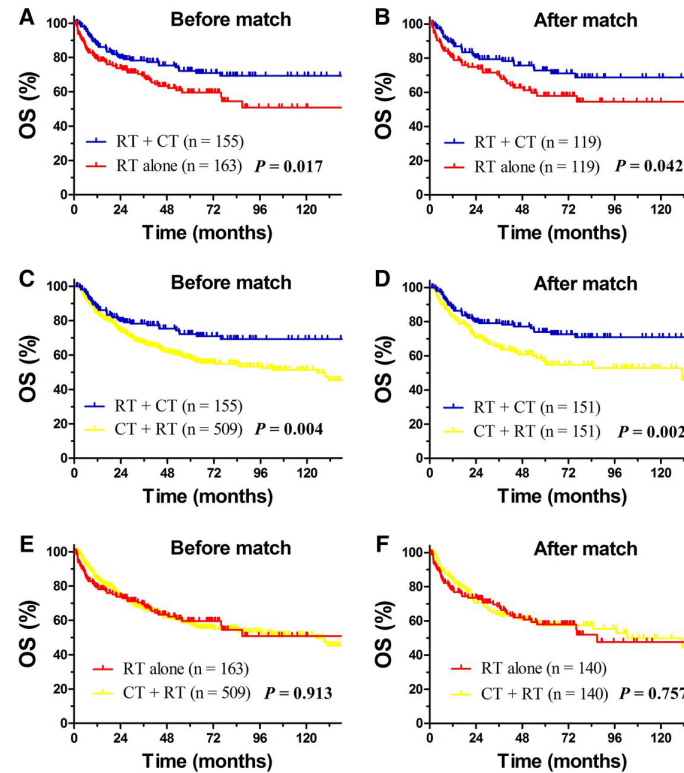 A
Before match
OS (%)
100
80
60
40
20
0
RT + CT (n = 155)
RT alone (n = 163) P = 0.017
0 24 48 72 96 120
Time (months)
B
After match
OS (%)
100
80
60
40
20
0
RT + CT (n = 119)
RT alone (n = 119) P = 0.042
0 24 48 72 96 120
Time (months)
C
Before match
OS (%)
100
80
60
40
20
0
RT + CT (n = 155)
CT + RT (n = 509) P = 0.004
0 24 48 72 96 120
Time (months)
D
After match
OS (%)
100
80
60
40
20
0
RT + CT (n = 151)
CT + RT (n = 151) P = 0.002
0 24 48 72 96 120
Time (months)
E
Before match
OS (%)
100
80
60
40
20
0
RT alone (n = 163)
CT + RT (n = 509) P = 0.913
0 24 48 72 96 120
Time (months)
F
After match
OS (%)
100
80
60
40
20
0
RT alone (n = 140)
CT + RT (n = 140) P = 0.757
0 24 48 72 96 120
Time (months)